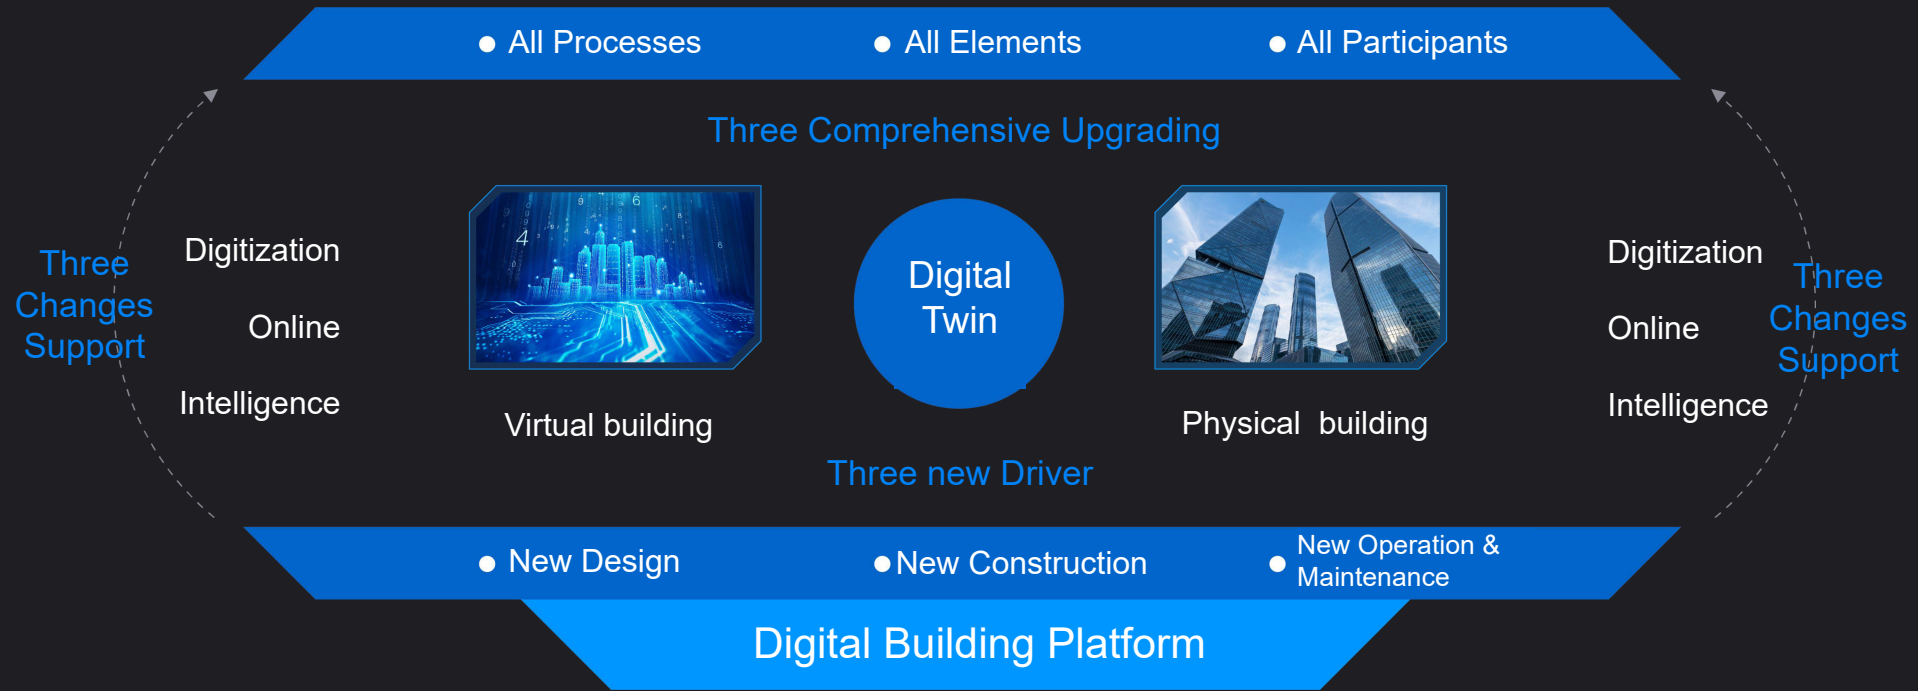 All Processes
All Elements
All Participants
Three Comprehensive Upgrading
Three
Changes
Support
Digitization
Online
Intelligence
Virtual building
Digital
Twin
Physical building
Digitization
Online
Intelligence
Three
Changes
Support
Three new Driver
New Design
New Construction
New Operation &
Maintenance
Digital Building Platform